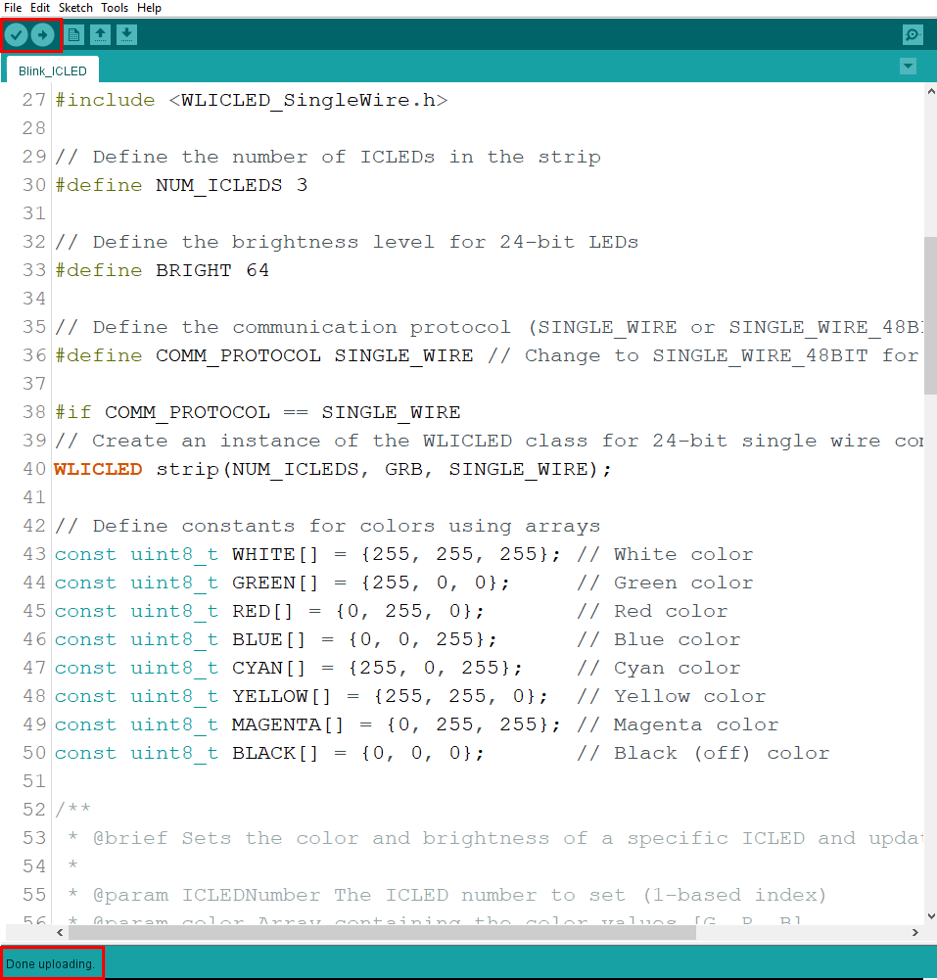 File Edit Sketch Tools Help
Blink_ICLED
27 #include <WLICLED_SingleWire.h>
28
29 // Define the number of ICLEDs in the strip
30 #define NUM_ICLEDS 3
31
32 // Define the brightness level for 24-bit LEDs
33 #define BRIGHT 64
34
35 // Define the communication protocol (SINGLE_WIRE or SINGLE_WIRE_48B
36 #define COMM_PROTOCOL SINGLE_WIRE // Change to SINGLE_WIRE_48BIT for
37
38 #if COMM_PROTOCOL == SINGLE_WIRE
39 // Create an instance of the WLICLED class for 24-bit single wire co
40 WLICLED strip(NUM_ICLEDS, GRB, SINGLE_WIRE);
41
42 // Define constants for colors using arrays
43 const uint8_t WHITE[] = {255, 255, 255}; // White color
44 const uint8_t GREEN[] = {255, 0, 0}; // Green color
45 const uint8_t RED[] = {0, 255, 0}; // Red color
46 const uint8_t BLUE[] = {0, 0, 255}; // Blue color
47 const uint8_t CYAN[] = {255, 0, 255}; // Cyan color
48 const uint8_t YELLOW[] = {255, 255, 0}; // Yellow color
49 const uint8_t MAGENTA[] = {0, 255, 255}; // Magenta color
50 const uint8_t BLACK[] = {0, 0, 0}; // Black (off) color
51
52 /**
53 * @brief Sets the color and brightness of a specific ICLED and upda
54 *
55 * @param ICLEDNumber The ICLED number to set (1-based index)
56 * @param color Array containing the color values [G, R, B]
Done uploading.